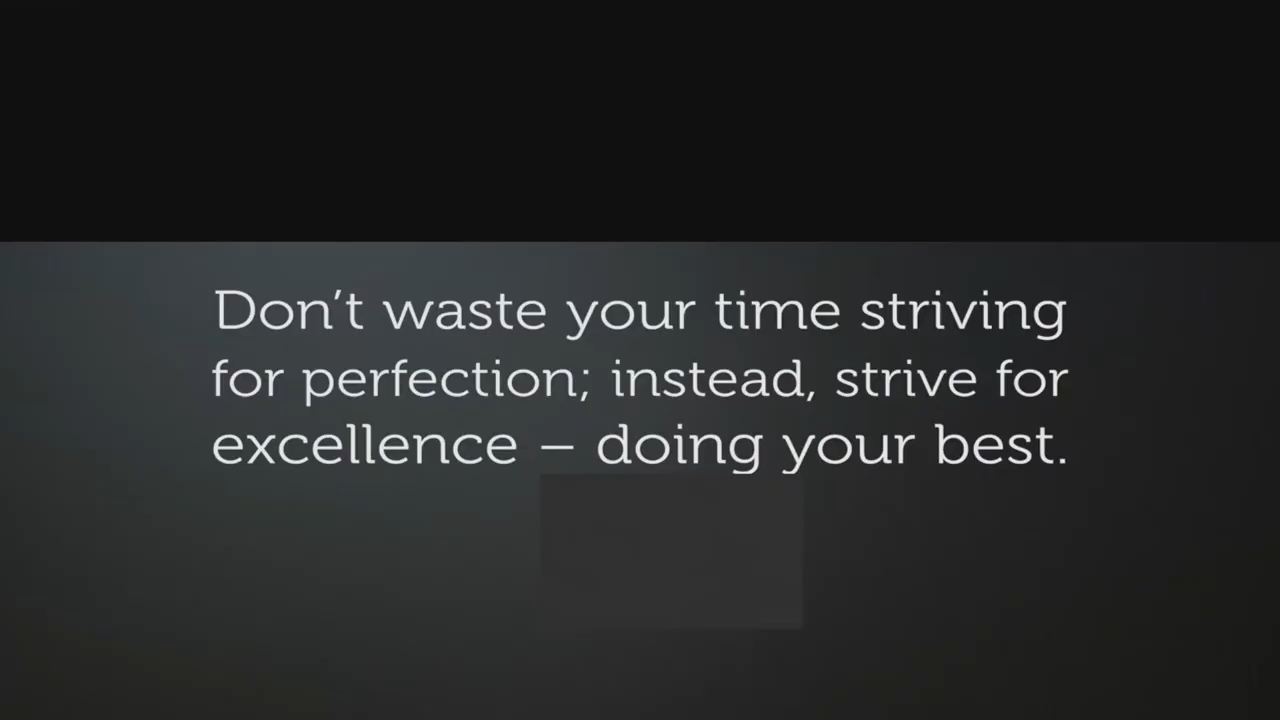 Don’t waste your time striving
for perfection; instead, strive for
excellence – doing your best.